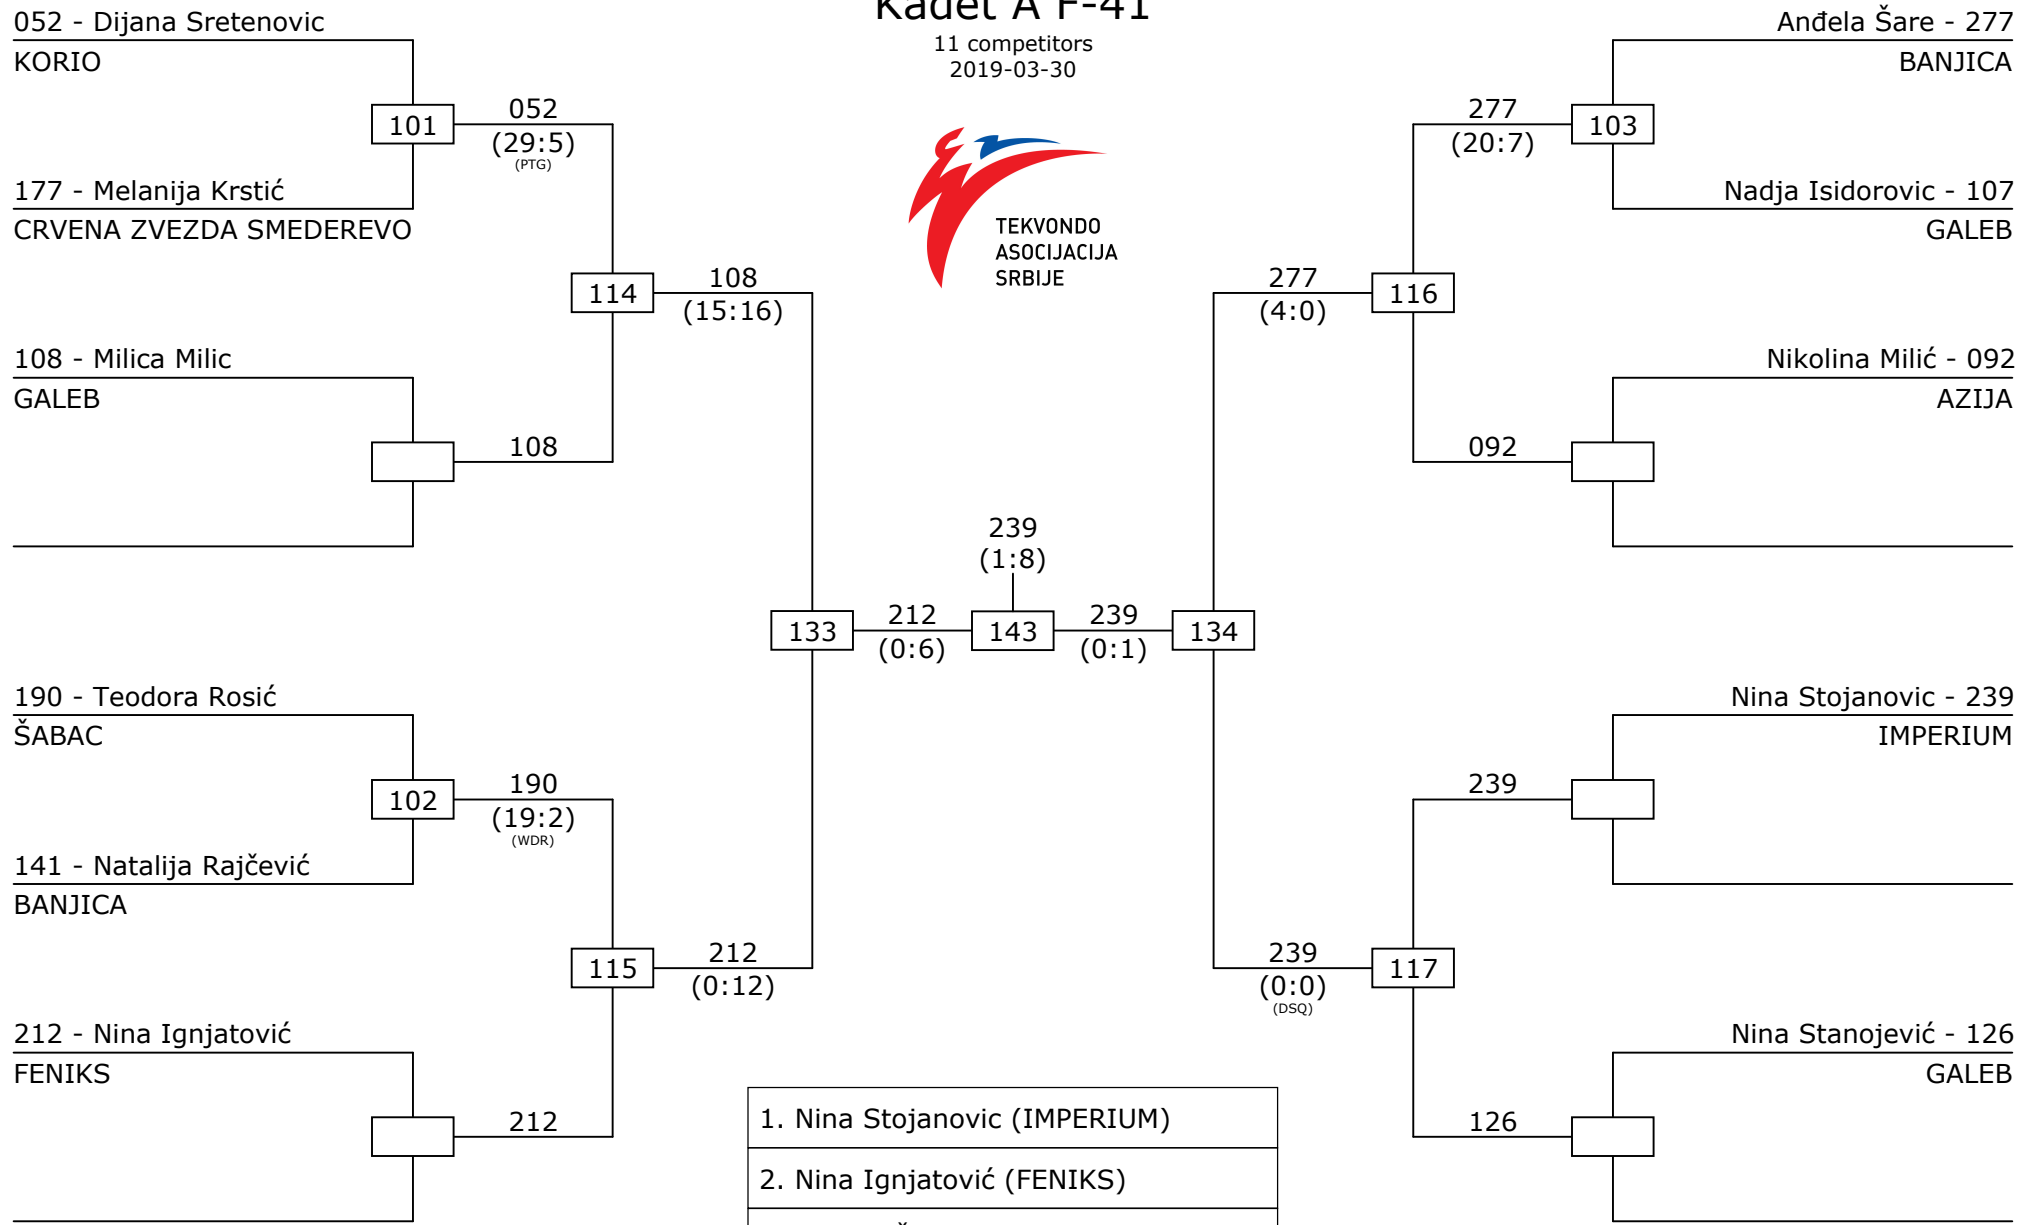 Kadet A F-41
11 competitors
2019-03-30
TEKVONDO
ASOCIJACIJA
SRBIJE
052 - Dijana Sretenovic
KORIO
101
052
(29:5)
(PTG)
177 - Melanija Krstić
CRVENA ZVEZDA SMEDEREVO
114
108
(15:16)
108 - Milica Milic
GALEB
108
133
212
(0:6)
190 - Teodora Rosić
ŠABAC
102
190
(19:2)
(WDR)
141 - Natalija Rajčević
BANJICA
115
212
(0:12)
212 - Nina Ignjatović
FENIKS
212
239
(1:8)
143
Anđela Šare - 277
BANJICA
277
(20:7)
103
Nadja Isidorovic - 107
GALEB
277
(4:0)
116
Nikolina Milić - 092
AZIJA
092
239
(0:1)
134
Nina Stojanovic - 239
IMPERIUM
239
239
(0:0)
(DSQ)
117
Nina Stanojević - 126
GALEB
126
1. Nina Stojanovic (IMPERIUM)
2. Nina Ignjatović (FENIKS)